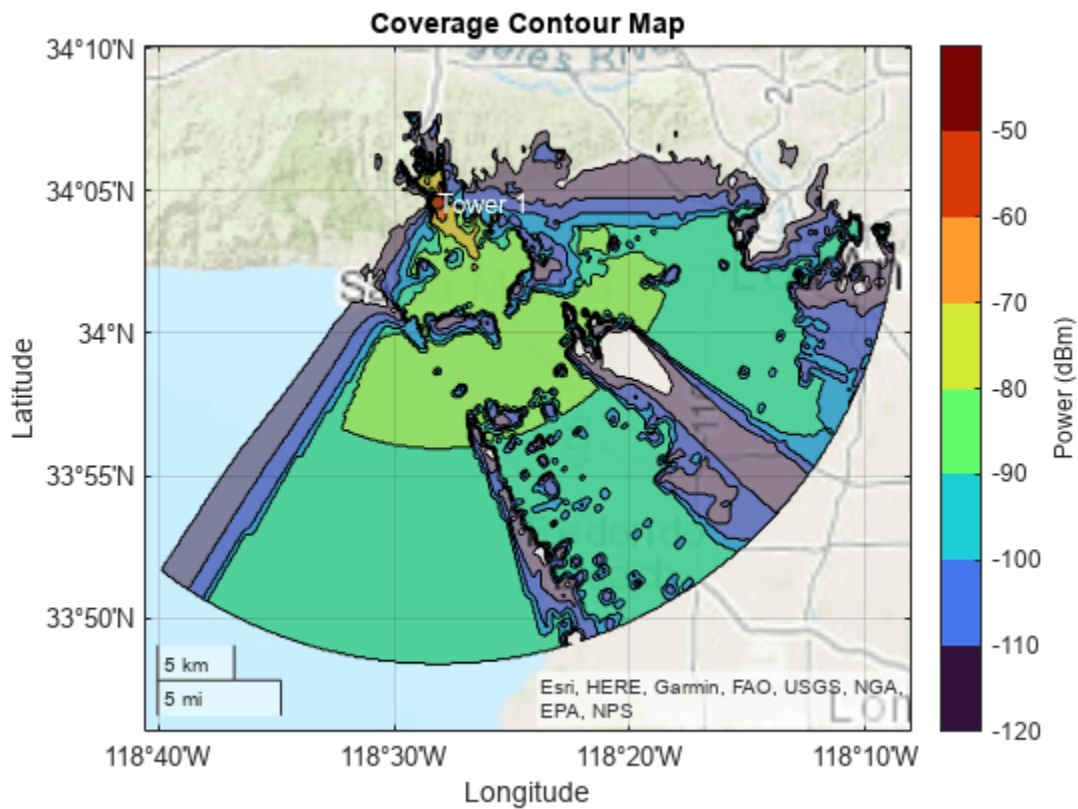 Coverage Contour Map
34°10'N
34°05'N
34°N
33°55'N
33°50'N
Latitude
Tower 1
2
5 km
5 mi
Esri, HERE, Garmin, FAO, USGS, NGA,
EPA, NPS
118°40'W
118°30'W
118°20'W
118°10'W
Longitude
-50
-60
-70
-80
-90
-100
-110
-120
Power (dBm)